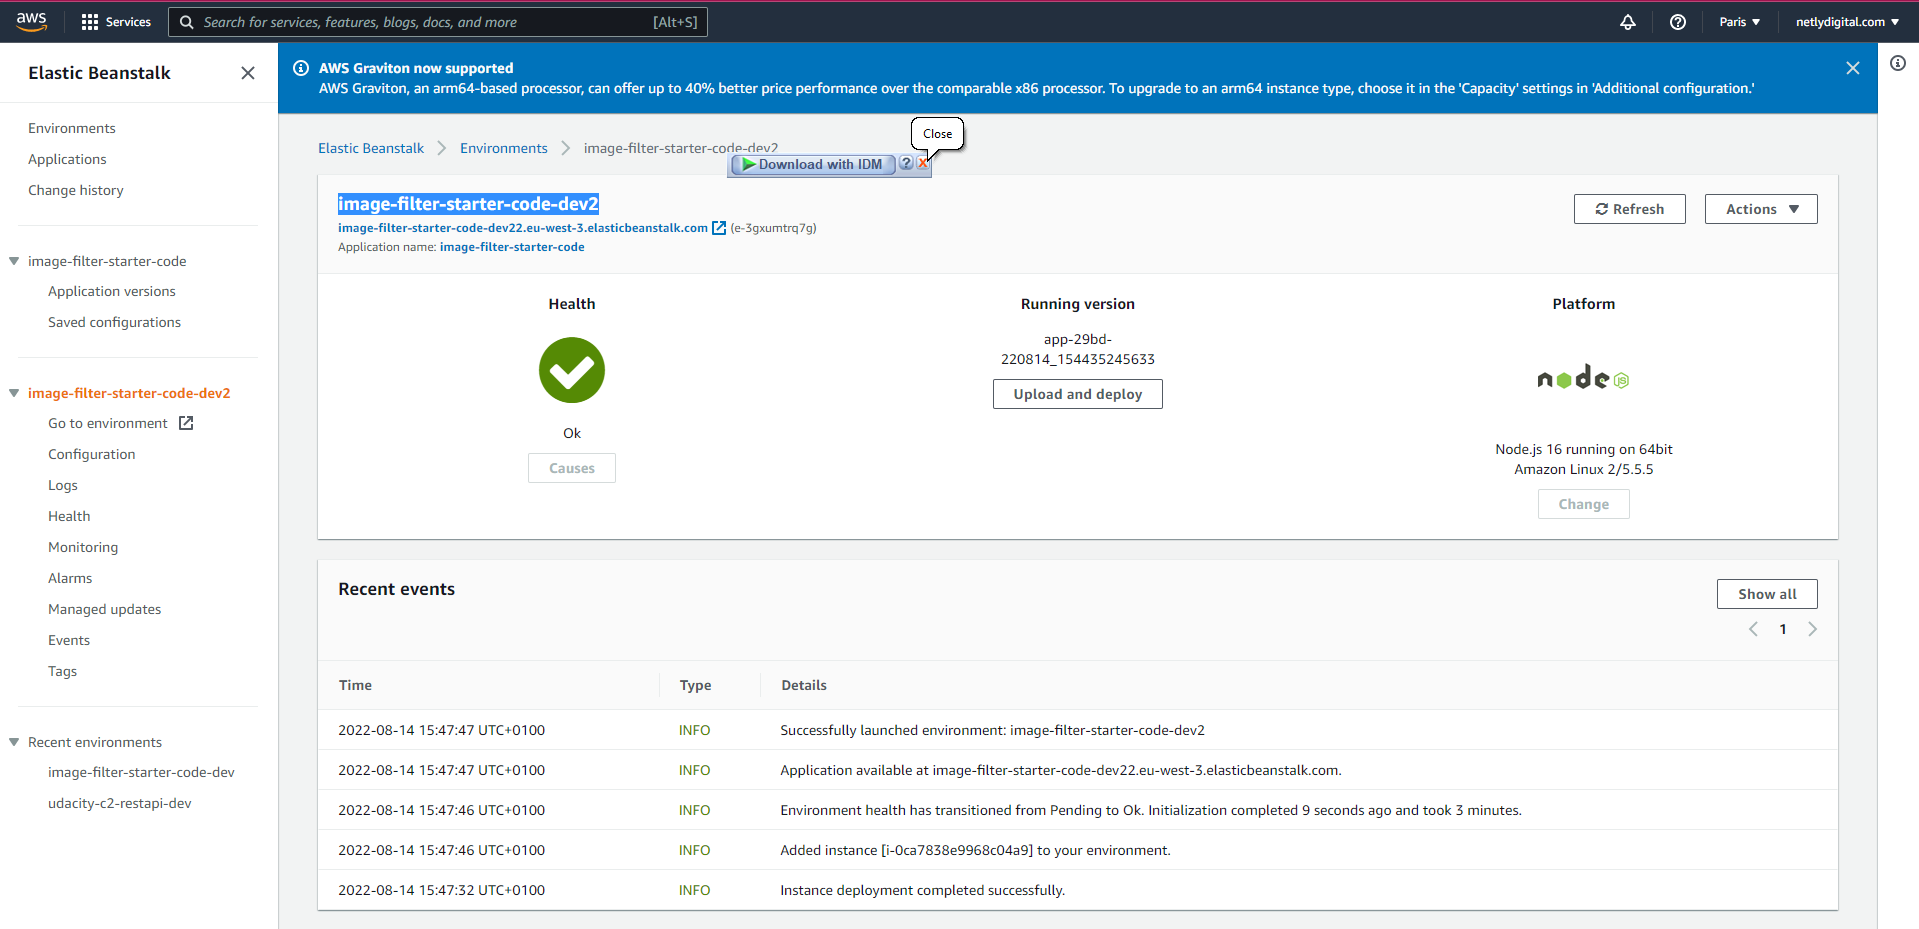 aws
Services
Search for services, features, blogs, docs, and more
[Alt+S]
Paris ▼
netlydigital.com ▼
Elastic Beanstalk
Environments
Applications
Change history
image-filter-starter-code
Application versions
Saved configurations
image-filter-starter-code-dev2
Go to environment
Configuration
Logs
Health
Monitoring
Alarms
Managed updates
Events
Tags
Recent environments
image-filter-starter-code-dev
udacity-c2-restapi-dev
AWS Graviton now supported
AWS Graviton, an arm64-based processor, can offer up to 40% better price performance over the comparable x86 processor. To upgrade to an arm64 instance type, choose it in the 'Capacity' settings in 'Additional configuration.'
Close
Elastic Beanstalk > Environments > image-filter-starter-code-dev2
Download with IDM ? X
image-filter-starter-code-dev2
image-filter-starter-code-dev22.eu-west-3.elasticbeanstalk.com (e-3gxumtrq7g)
Application name: image-filter-starter-code
Refresh
Actions ▼
Health
Ok
Causes
Running version
app-29bd-
220814_154435245633
Upload and deploy
Platform
node JS
Node.js 16 running on 64bit
Amazon Linux 2/5.5.5
Change
Recent events
Show all
< 1 >
Time Type Details
2022-08-14 15:47:47 UTC+0100 INFO Successfully launched environment: image-filter-starter-code-dev2
2022-08-14 15:47:47 UTC+0100 INFO Application available at image-filter-starter-code-dev22.eu-west-3.elasticbeanstalk.com.
2022-08-14 15:47:46 UTC+0100 INFO Environment health has transitioned from Pending to Ok. Initialization completed 9 seconds ago and took 3 minutes.
2022-08-14 15:47:46 UTC+0100 INFO Added instance [i-0ca7838e9968c04a9] to your environment.
2022-08-14 15:47:32 UTC+0100 INFO Instance deployment completed successfully.